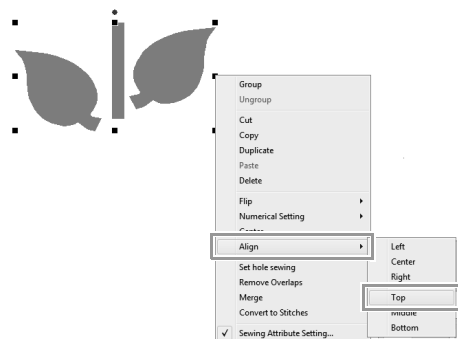 Group
Ungroup
Cut
Copy
Duplicate
Paste
Delete
Flip
Numerical Setting
Center
Align
Set hole sewing
Remove Overlaps
Merge
Convert to Stitches
Sewing Attribute Setting...
Left
Center
Right
Top
Middle
Bottom